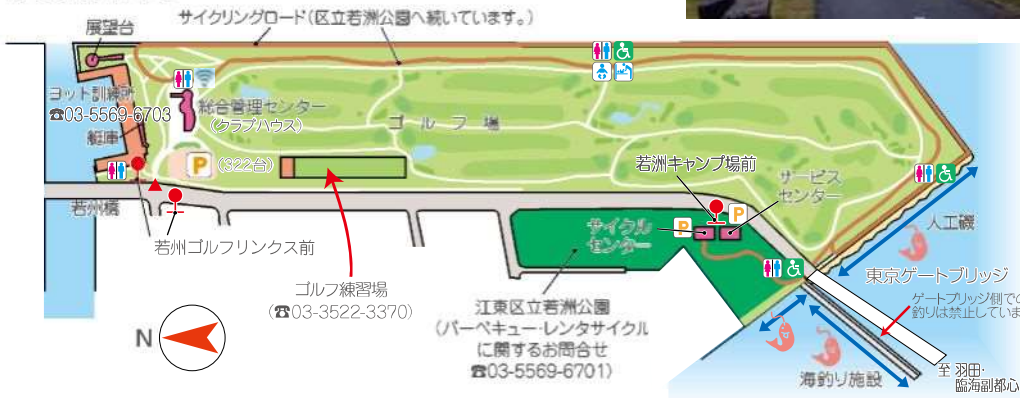 サイクリングロード(区立若洲公園へ続いています。)
展望台
ヨット訓練所
☎03-5569-6703
艇庫
総合管理センター
(クラブハウス)
ゴルフ場
P
(322台)
若洲キャンプ場前
サービス
センター
P
P
サイクル
センター
若州橋
若州ゴルフリンクス前
人工磯
東京ゲートブリッジ
ゲートブリッジ側での
釣りは禁止していま
ゴルフ練習場
(☎03-3522-3370)
江東区立若洲公園
(バーベキュー・レンタサイクル
に関するお問合せ
☎03-5569-6701)
N
海釣り施設
至 羽田・
臨海副都心